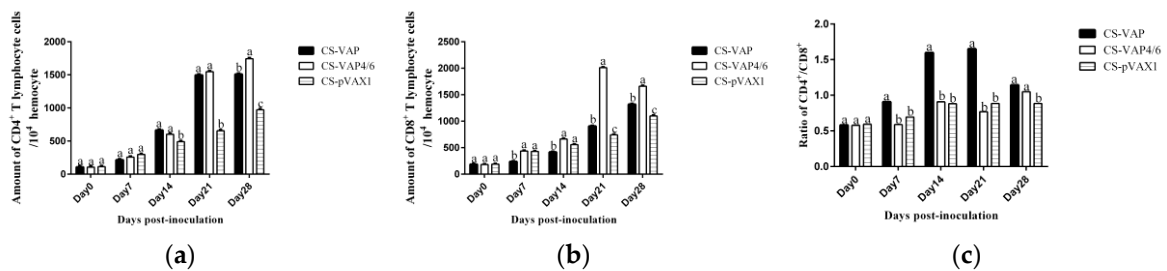 Amount of CD4+ T lymphocyte cells
/10⁴ hemocyte
2000
1500
1000
500
0
a a a
a a a
a a b
a a b
b a c
Day0 Day7 Day14 Day21 Day28
Days post-inoculation
CS-VAP
CS-VAP4/6
CS-pVAX1
(a)
Amount of CD8+ T lymphocyte cells
/10⁴ hemocyte
2500
2000
1500
1000
500
0
a a a
b a a
b a a
b a c
b a c
Day0 Day7 Day14 Day21 Day28
Days post-inoculation
CS-VAP
CS-VAP4/6
CS-pVAX1
(b)
Ratio of CD4+/CD8+
2.0
1.5
1.0
0.5
0.0
a a a
a b b
a b b
a b b
a a b
Day0 Day7 Day14 Day21 Day28
Days post-inoculation
CS-VAP
CS-VAP4/6
CS-pVAX1
(c)